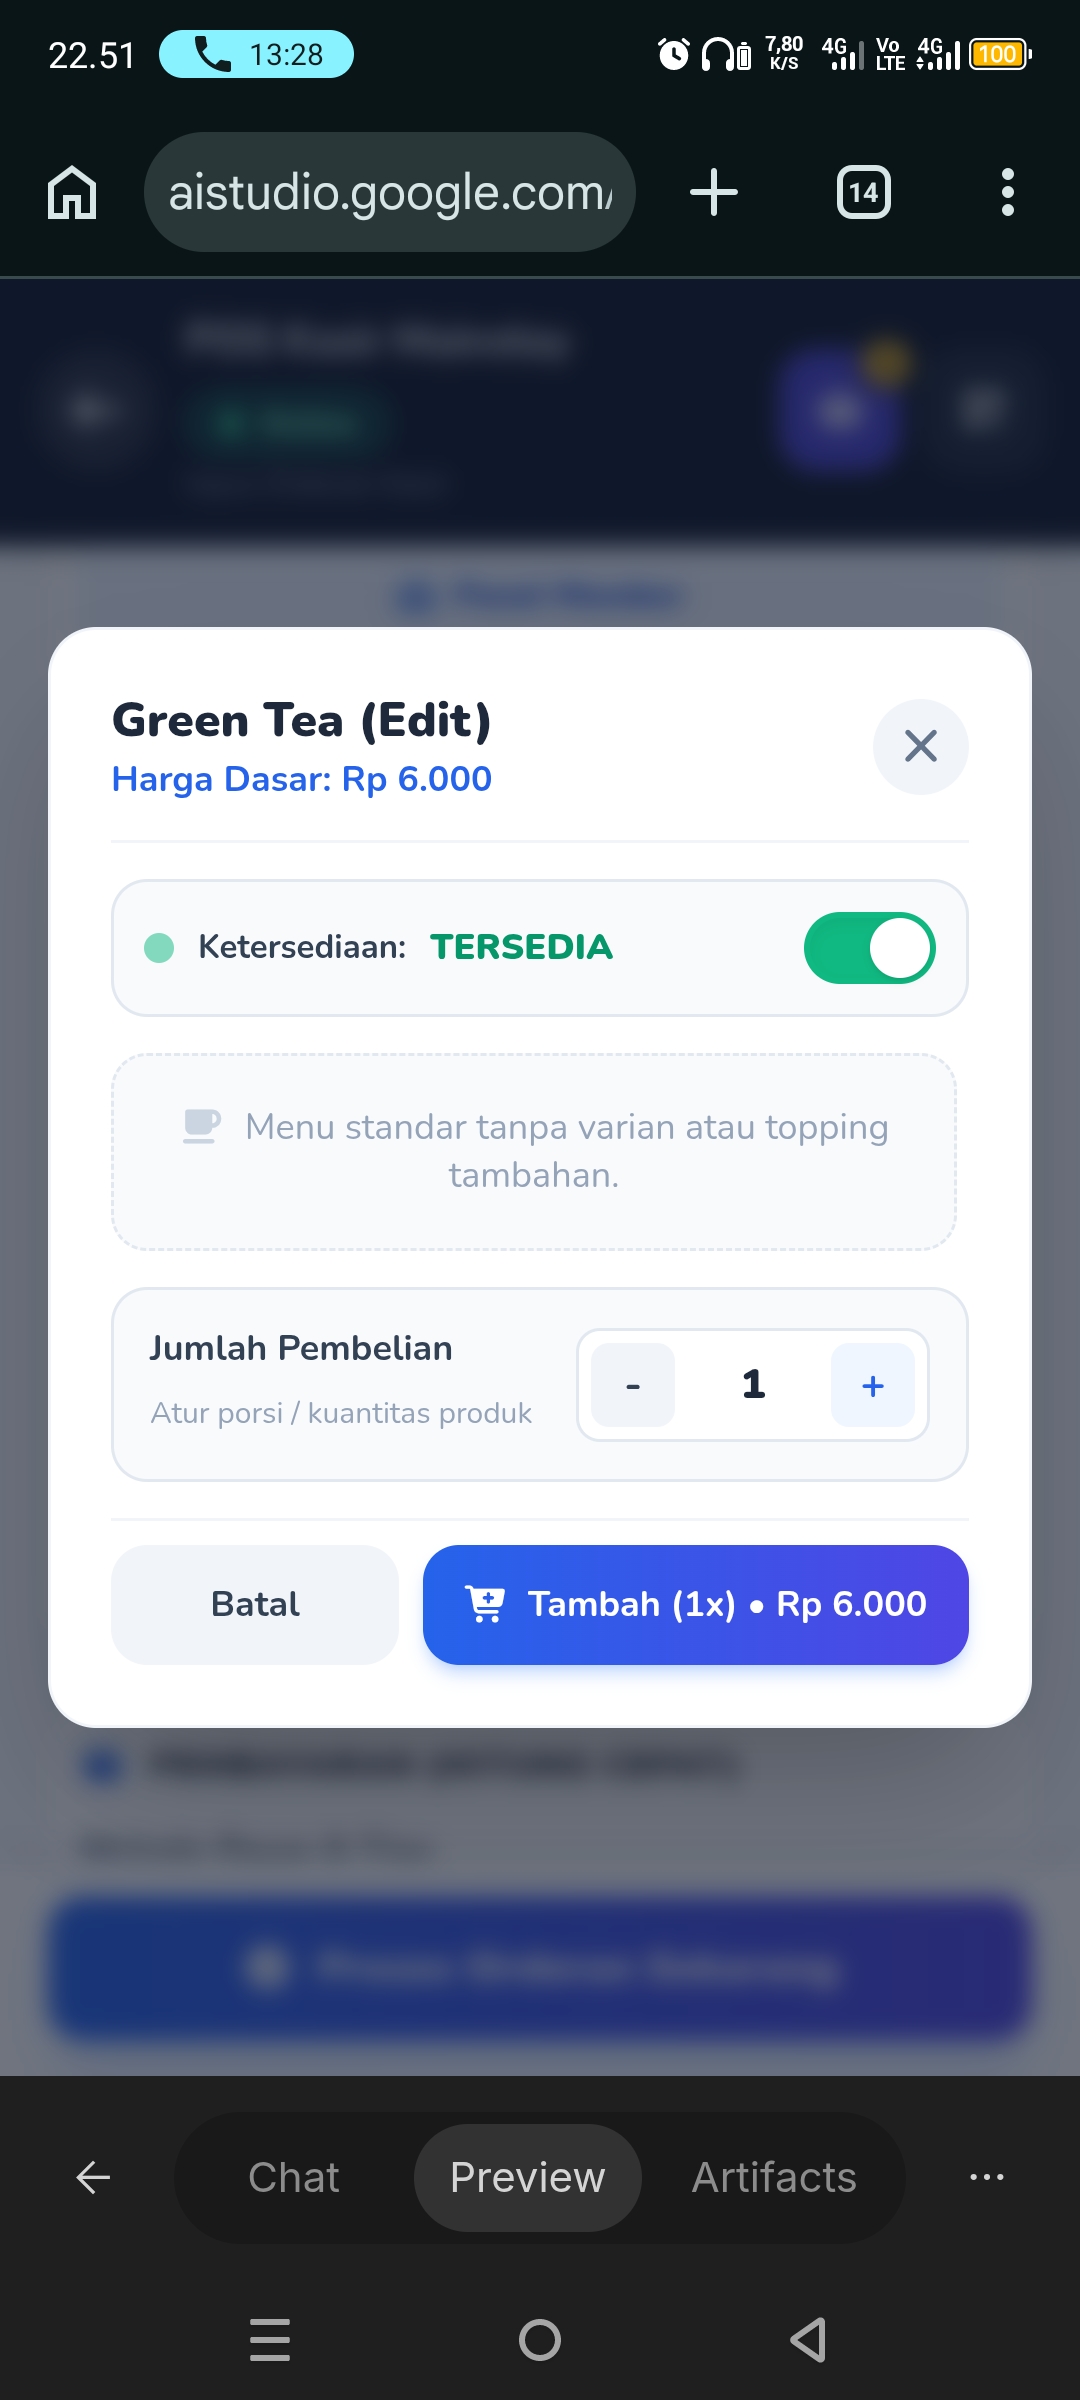 22.51
13:28
7,80
K/S
4G
Vo
LTE
4G
100
aistudio.google.com/
14
Green Tea (Edit)
Harga Dasar: Rp 6.000
Ketersediaan: TERSEDIA
Menu standar tanpa varian atau topping
tambahan.
Jumlah Pembelian
Atur porsi / kuantitas produk
- 1 +
Batal
Tambah (1x) • Rp 6.000
Chat
Preview
Artifacts